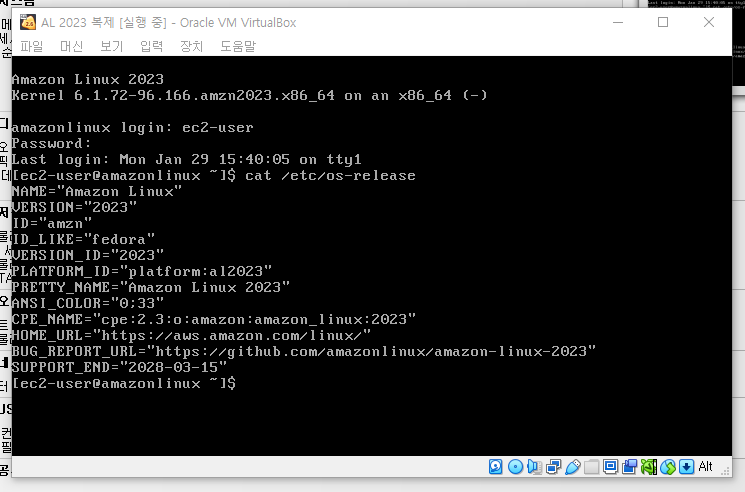 AL 2023 복제 [실행 중] - Oracle VM VirtualBox
파일 머신 보기 입력 장치 도움말
Amazon Linux 2023
Kernel 6.1.72-96.166.amzn2023.x86_64 on an x86_64 (-)
amazonlinux login: ec2-user
Password:
Last login: Mon Jan 29 15:40:05 on tty1
[ec2-user@amazonlinux ~]$ cat /etc/os-release
NAME="Amazon Linux"
VERSION="2023"
ID="amzn"
ID_LIKE="fedora"
VERSION_ID="2023"
PLATFORM_ID="platform:al2023"
PRETTY_NAME="Amazon Linux 2023"
ANSI_COLOR="0;33"
CPE_NAME="cpe:2.3:o:amazon:amazon_linux:2023"
HOME_URL="https://aws.amazon.com/linux/"
BUG_REPORT_URL="https://github.com/amazonlinux/amazon-linux-2023"
SUPPORT_END="2028-03-15"
[ec2-user@amazonlinux ~]$
Alt